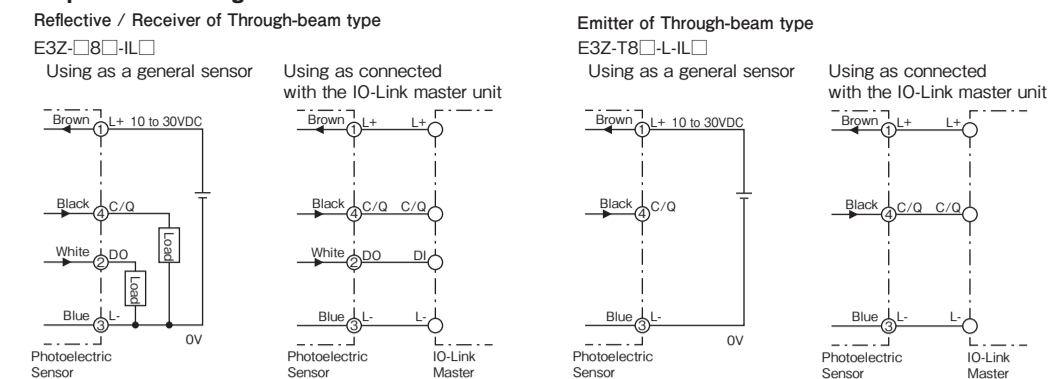 Reflective / Receiver of Through-beam type
E3Z-□8□-IL□
Using as a general sensor
Brown
1
L+ 10 to 30VDC
Black
4
C/Q
Load
White
2
DO
Load
Blue
3
L-
0V
Photoelectric
Sensor
Using as connected
with the IO-Link master unit
Brown
1
L+ L+
Black
4
C/Q C/Q
White
2
DO DI
Blue
3
L- L-
Photoelectric
Sensor
IO-Link
Master
Emitter of Through-beam type
E3Z-T8□-L-IL□
Using as a general sensor
Brown
1
L+ 10 to 30VDC
Black
4
C/Q
Blue
3
L-
0V
Photoelectric
Sensor
Using as connected
with the IO-Link master unit
Brown
1
L+ L+
Black
4
C/Q C/Q
Blue
3
L- L-
Photoelectric
Sensor
IO-Link
Master